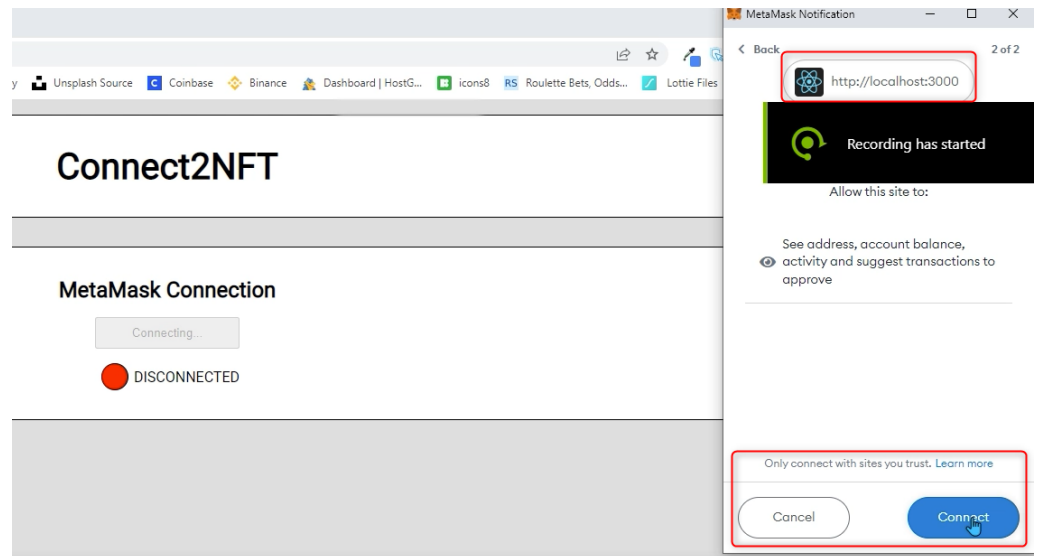 MetaMask Notification
Back
2 of 2
http://localhost:3000
Unsplash Source Coinbase Binance Dashboard | HostG... icons8 RS Roulette Bets, Odds... Lottie Files
Recording has started
Connect2NFT
Allow this site to:
See address, account balance,
activity and suggest transactions to
approve
MetaMask Connection
Connecting...
DISCONNECTED
Only connect with sites you trust. Learn more
Cancel
Connect